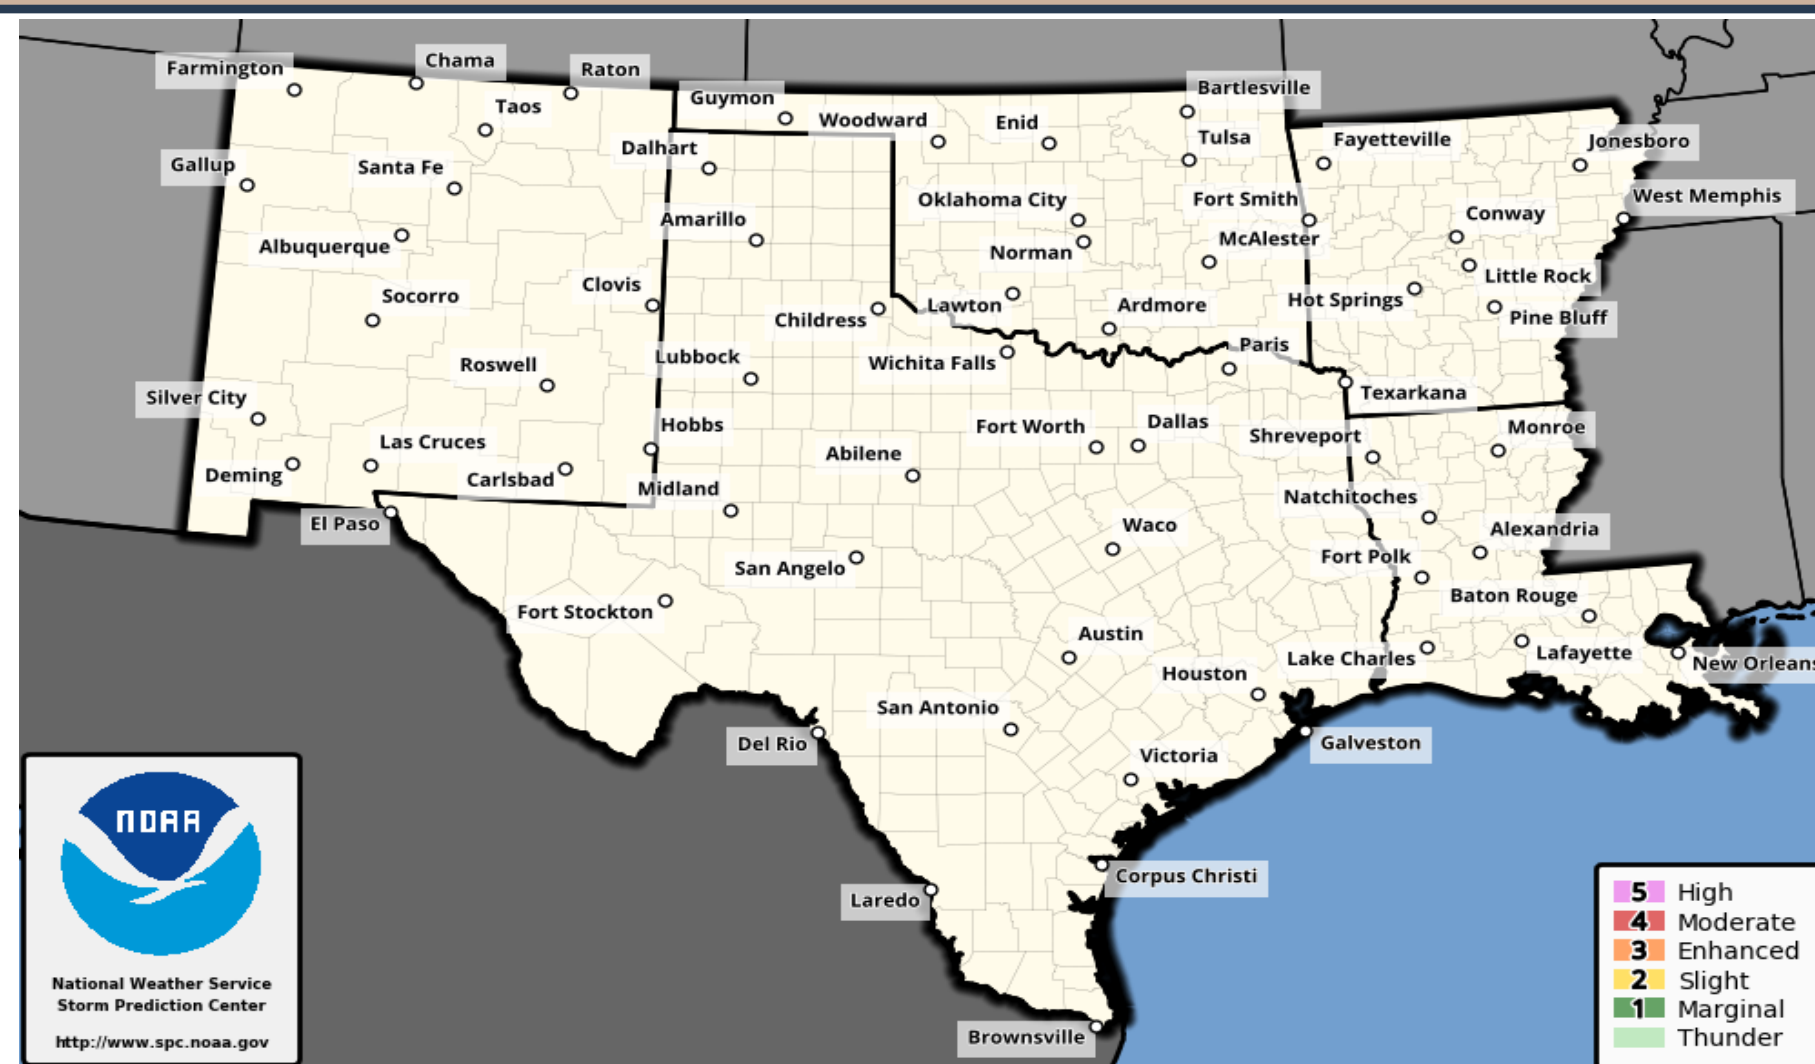 Farmington
Chama
Raton
Taos
Guymon
Woodward
Enid
Bartlesville
Tulsa
Fayetteville
Jonesboro
Gallup
Santa Fe
Dalhart
Oklahoma City
Fort Smith
West Memphis
Conway
Albuquerque
Amarillo
Norman
McAlester
Little Rock
Socorro
Clovis
Childress
Lawton
Ardmore
Hot Springs
Pine Bluff
Roswell
Lubbock
Wichita Falls
Paris
Texarkana
Silver City
Las Cruces
Hobbs
Fort Worth
Dallas
Shreveport
Monroe
Deming
Carlsbad
Midland
Abilene
Natchitoches
El Paso
San Angelo
Waco
Fort Polk
Alexandria
Fort Stockton
Austin
Baton Rouge
Houston
Lake Charles
Lafayette
New Orleans
Del Rio
San Antonio
Victoria
Galveston
Laredo
Corpus Christi
Brownsville
NOAA
National Weather Service
Storm Prediction Center
http://www.spc.noaa.gov
5 High
4 Moderate
3 Enhanced
2 Slight
1 Marginal
Thunder